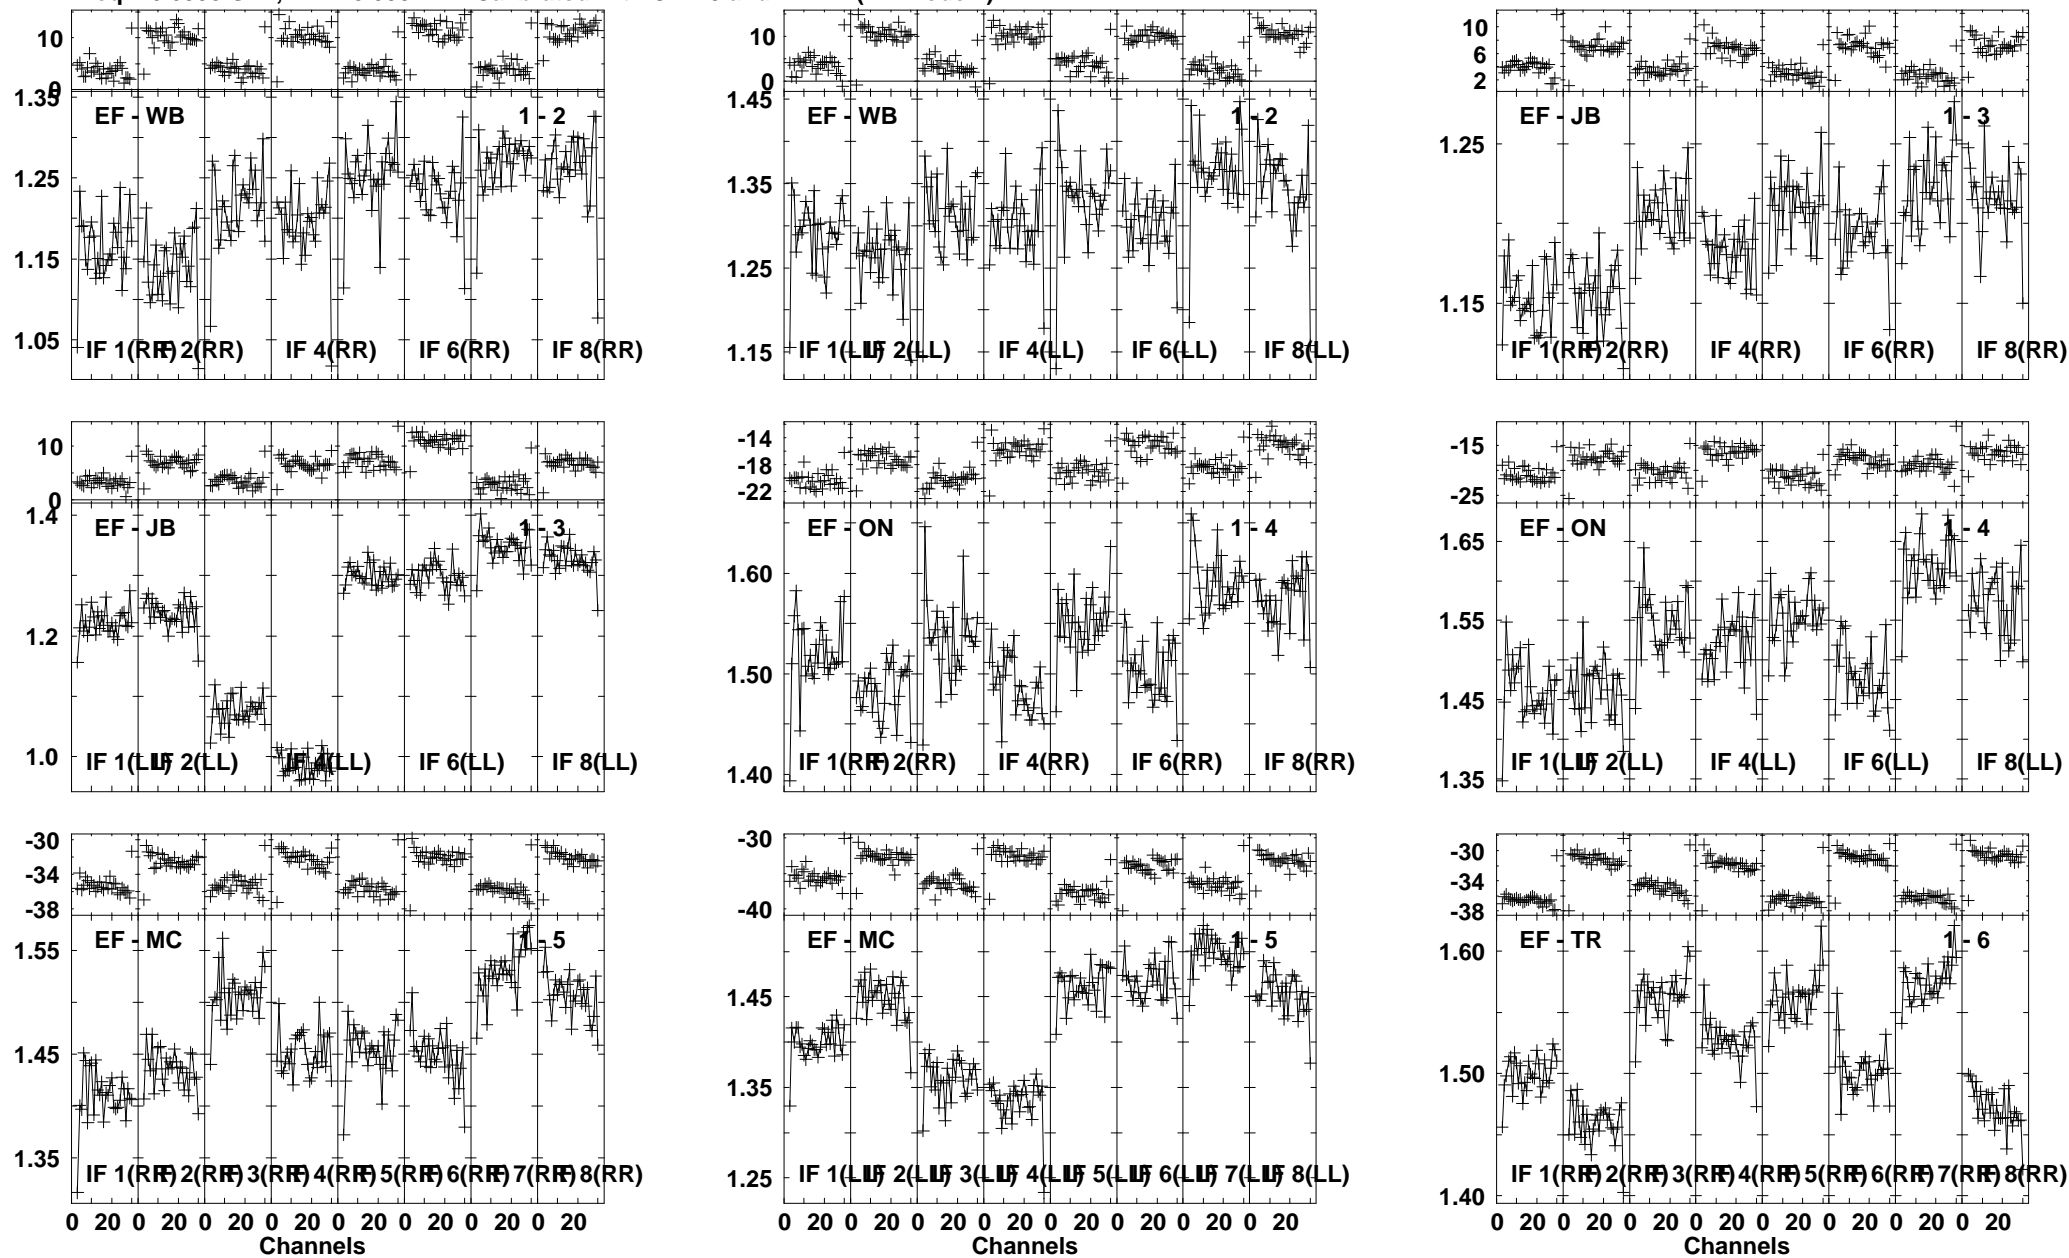 10
0
1.35
1.25
1.15
1.05
EF - WB
1 - 2
IF 1(RR)
IF 2(RR)
IF 4(RR)
IF 6(RR)
IF 8(RR)
10
0
1.45
1.35
1.25
1.15
EF - WB
1 - 2
IF 1(LL)
IF 2(LL)
IF 4(LL)
IF 6(LL)
IF 8(LL)
10
6
2
1.25
1.15
EF - JB
1 - 3
IF 1(RR)
IF 2(RR)
IF 4(RR)
IF 6(RR)
IF 8(RR)
10
0
1.4
1.2
1.0
EF - JB
1 - 3
IF 1(LL)
IF 2(LL)
IF 4(LL)
IF 6(LL)
IF 8(LL)
-14
-18
-22
1.60
1.50
1.40
EF - ON
1 - 4
IF 1(RR)
IF 2(RR)
IF 4(RR)
IF 6(RR)
IF 8(RR)
-15
-25
1.65
1.55
1.45
1.35
EF - ON
1 - 4
IF 1(LL)
IF 2(LL)
IF 4(LL)
IF 6(LL)
IF 8(LL)
-30
-34
-38
1.55
1.45
1.35
EF - MC
1 - 5
IF 1(RR)
IF 2(RR)
IF 3(RR)
IF 4(RR)
IF 5(RR)
IF 6(RR)
IF 7(RR)
IF 8(RR)
0 20 0 20 0 20 0 20 0 20 0 20 0 20 0 20
Channels
-30
-40
1.45
1.35
1.25
EF - MC
1 - 5
IF 1(LL)
IF 2(LL)
IF 3(LL)
IF 4(LL)
IF 5(LL)
IF 6(LL)
IF 7(LL)
IF 8(LL)
0 20 0 20 0 20 0 20 0 20 0 20 0 20 0 20
Channels
-30
-34
-38
1.60
1.50
1.40
EF - TR
1 - 6
IF 1(RR)
IF 2(RR)
IF 3(RR)
IF 4(RR)
IF 5(RR)
IF 6(RR)
IF 7(RR)
IF 8(RR)
0 20 0 20 0 20 0 20 0 20 0 20 0 20 0 20
Channels